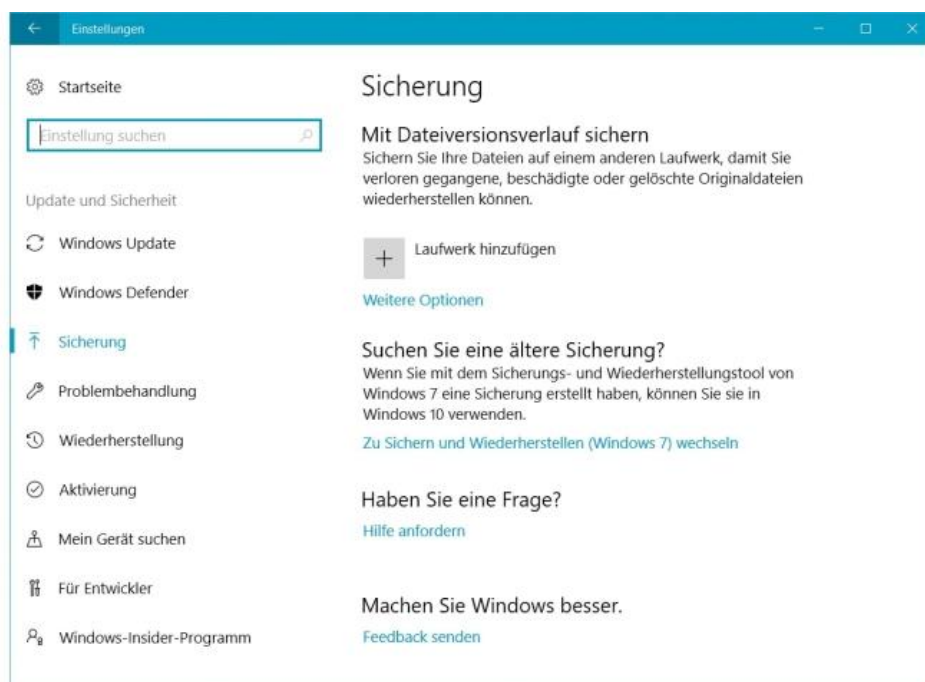 Einstellungen
Startseite
Einstellung suchen
Update und Sicherheit
Windows Update
Windows Defender
Sicherung
Problembehandlung
Wiederherstellung
Aktivierung
Mein Gerät suchen
Für Entwickler
Windows-Insider-Programm
Sicherung
Mit Dateiversionsverlauf sichern
Sichern Sie Ihre Dateien auf einem anderen Laufwerk, damit Sie
verloren gegangene, beschädigte oder gelöschte Originaldateien
wiederherstellen können.
Laufwerk hinzufügen
Weitere Optionen
Suchen Sie eine ältere Sicherung?
Wenn Sie mit dem Sicherungs- und Wiederherstellungstool von
Windows 7 eine Sicherung erstellt haben, können Sie sie in
Windows 10 verwenden.
Zu Sichern und Wiederherstellen (Windows 7) wechseln
Haben Sie eine Frage?
Hilfe anfordern
Machen Sie Windows besser.
Feedback senden